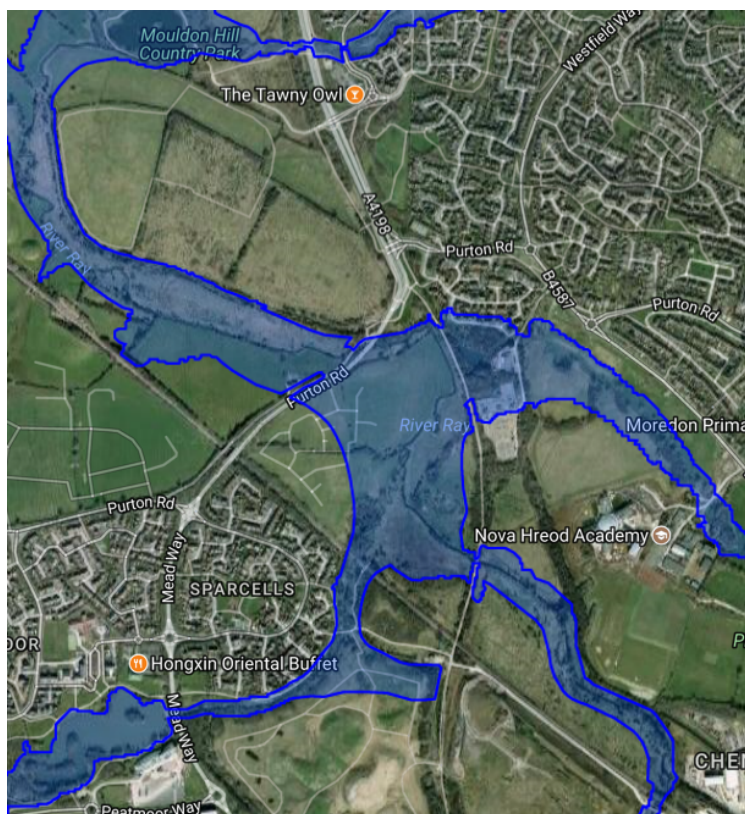 Mouldon Hill
Country Park
Westfield Way
The Tawny Owl
A4198
Purton Rd
River Ray
B4587
Purton Rd
Purton Rd
River Ray
Moredon Prima
Purton Rd
Nova Hreod Academy
Mead Way
SPARCELLS
OOR
P
Hongxin Oriental Buffet
Mead Way
CHEN
Peatmoor Way